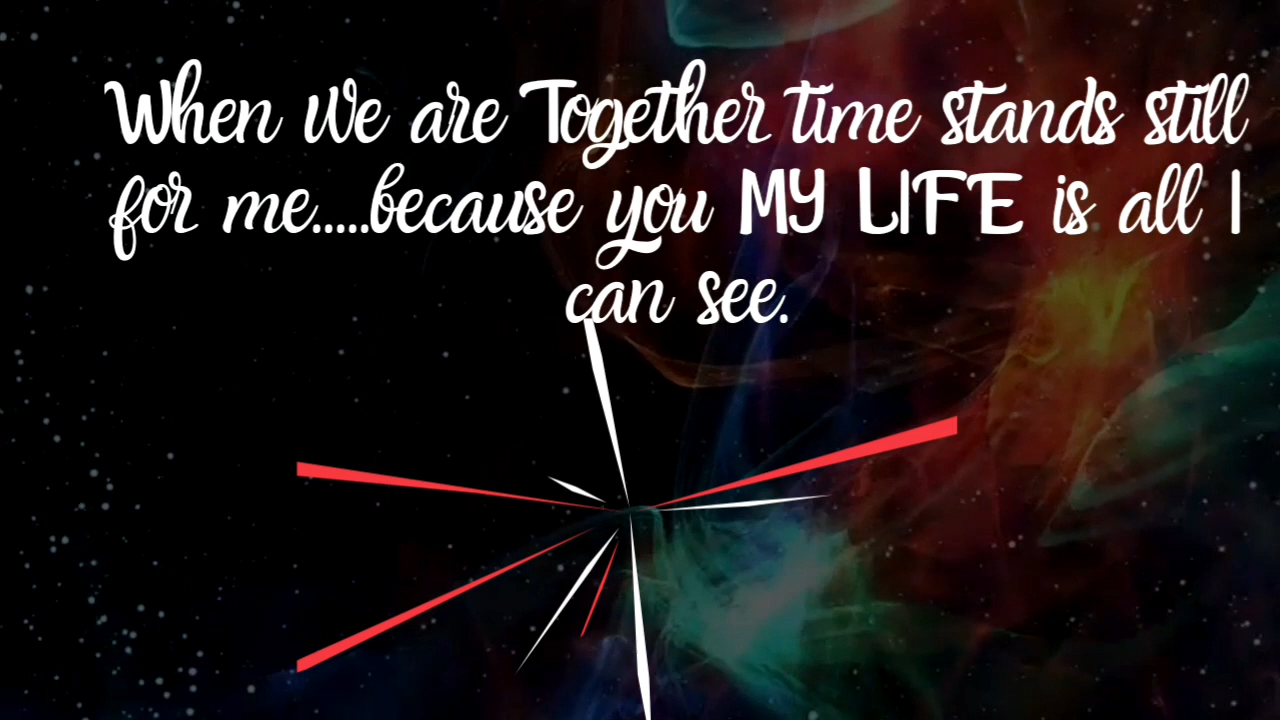 When We are Together time stands still
for me.....because you MY LIFE is all I
can see.